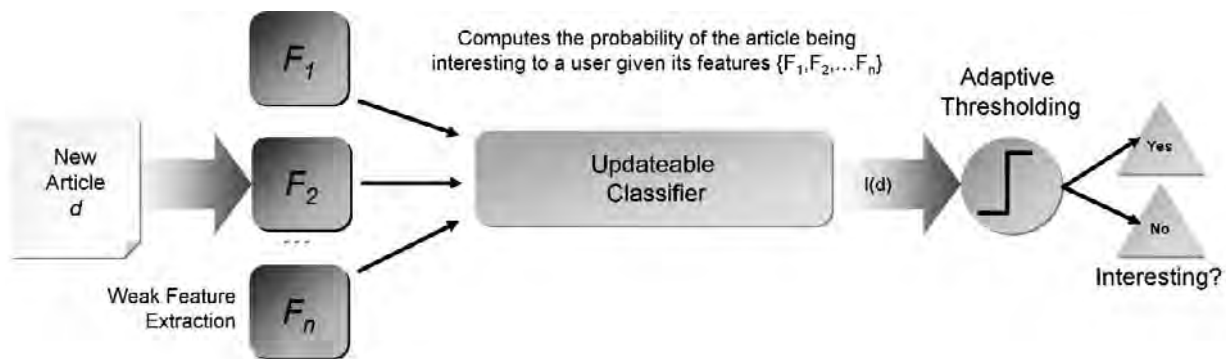 New
Article
d
F1
F2
...
Fn
Weak Feature
Extraction
Computes the probability of the article being
interesting to a user given its features {F1,F2,...Fn}
Updateable
Classifier
I(d)
Adaptive
Thresholding
Yes
No
Interesting?